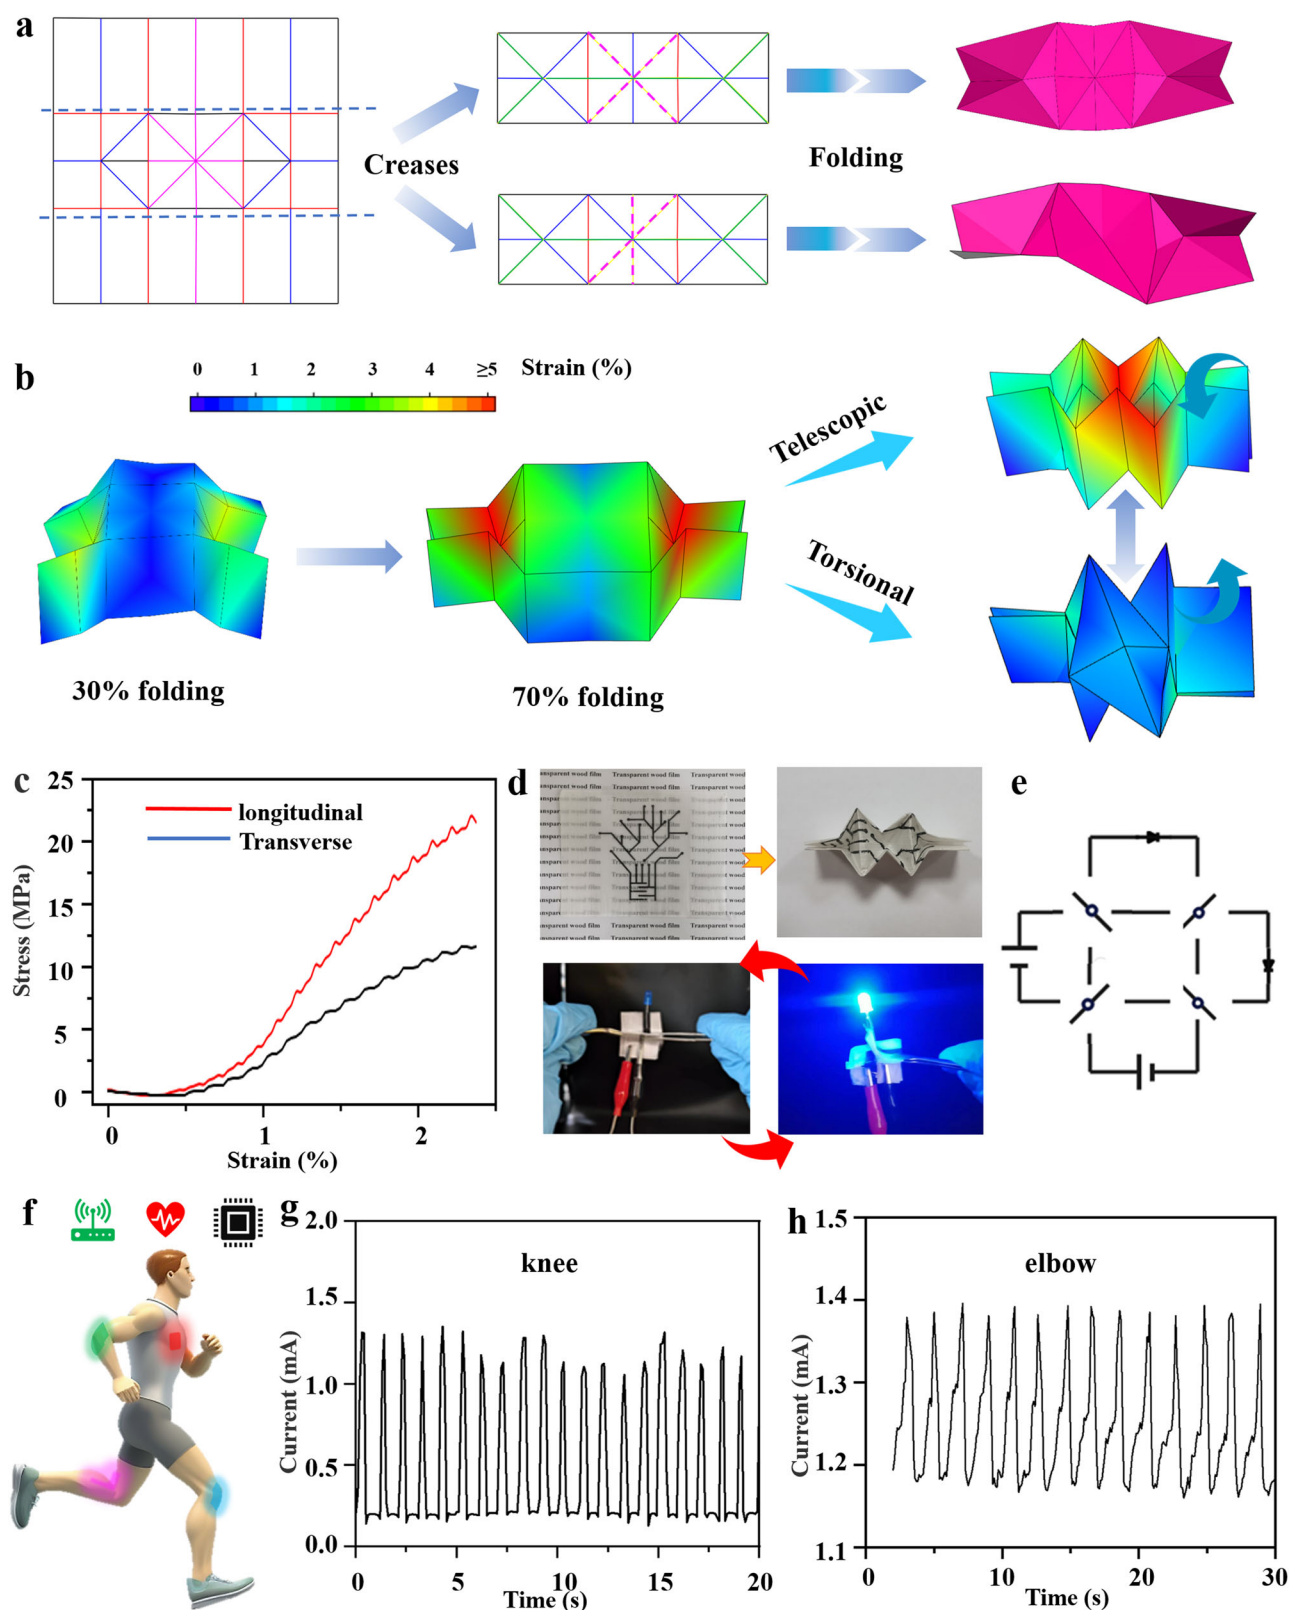 a
Creases
Folding
b
0 1 2 3 4 ≥5 Strain (%)
Telescopic
Torsional
30% folding
70% folding
c
25
20
15
10
5
0
Stress (MPa)
longitudinal
Transverse
0 1 2
Strain (%)
d
Transparent wood film
e
f
g
2.0
1.5
1.0
0.5
0.0
Current (mA)
knee
0 5 10 15 20
Time (s)
h
1.5
1.4
1.3
1.2
1.1
Current (mA)
elbow
0 10 20 30
Time (s)